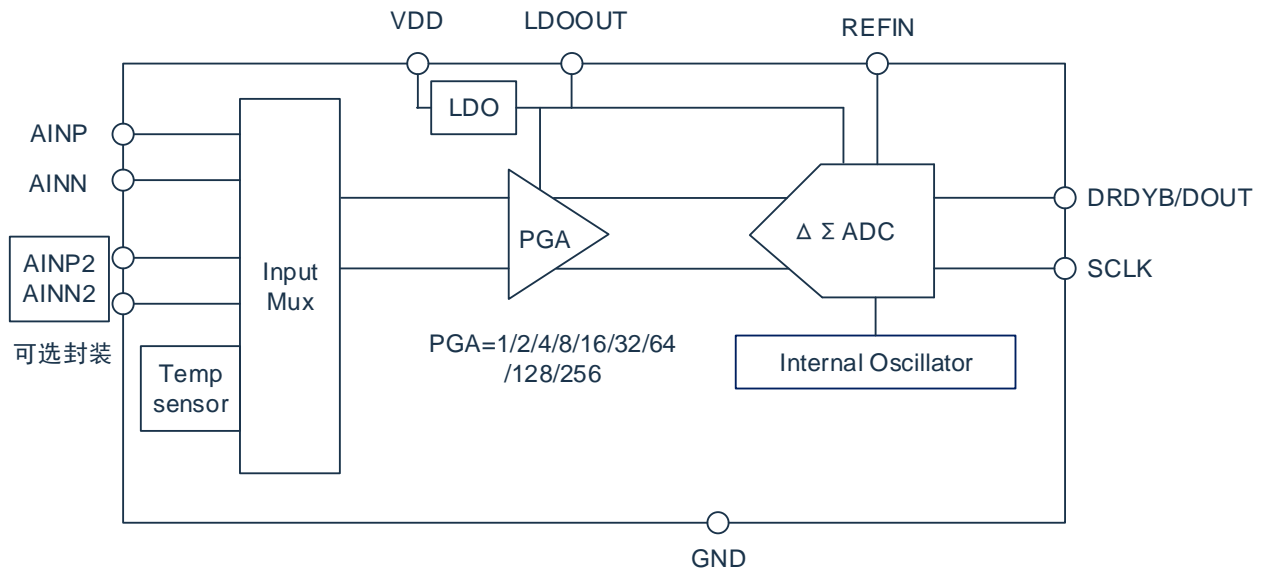 VDD
LDOOUT
REFIN
LDO
AINP
AINN
DRDYB/DOUT
PGA
Δ Σ ADC
AINP2
AINN2
Input
Mux
SCLK
可选封装
PGA=1/2/4/8/16/32/64
/128/256
Internal Oscillator
Temp
sensor
GND